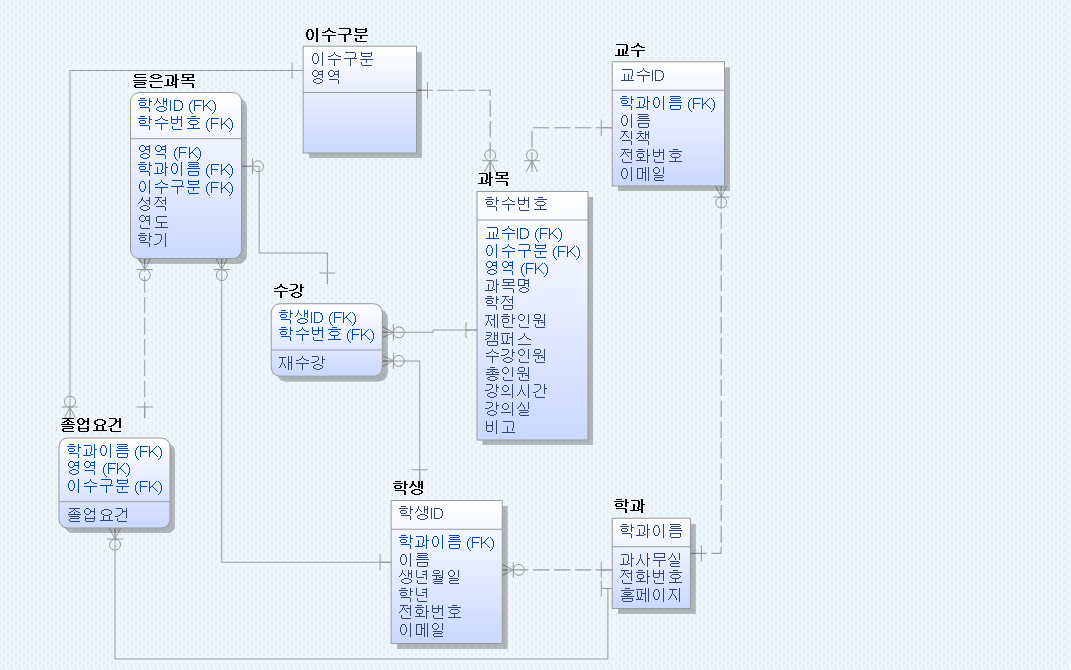 이수구분
이수구분
영역
교수
교수ID
학과이름 (FK)
이름
직책
전화번호
이메일
들은과목
학생ID (FK)
학수번호 (FK)
영역 (FK)
학과이름 (FK)
이수구분 (FK)
성적
연도
학기
과목
학수번호
교수ID (FK)
이수구분 (FK)
영역 (FK)
과목명
학점
제한인원
캠퍼스
수강인원
총인원
강의시간
강의실
비고
수강
학생ID (FK)
학수번호 (FK)
재수강
졸업요건
학과이름 (FK)
영역 (FK)
이수구분 (FK)
졸업요건
학생
학생ID
학과이름 (FK)
이름
생년월일
학년
전화번호
이메일
학과
학과이름
과사무실
전화번호
홈페이지